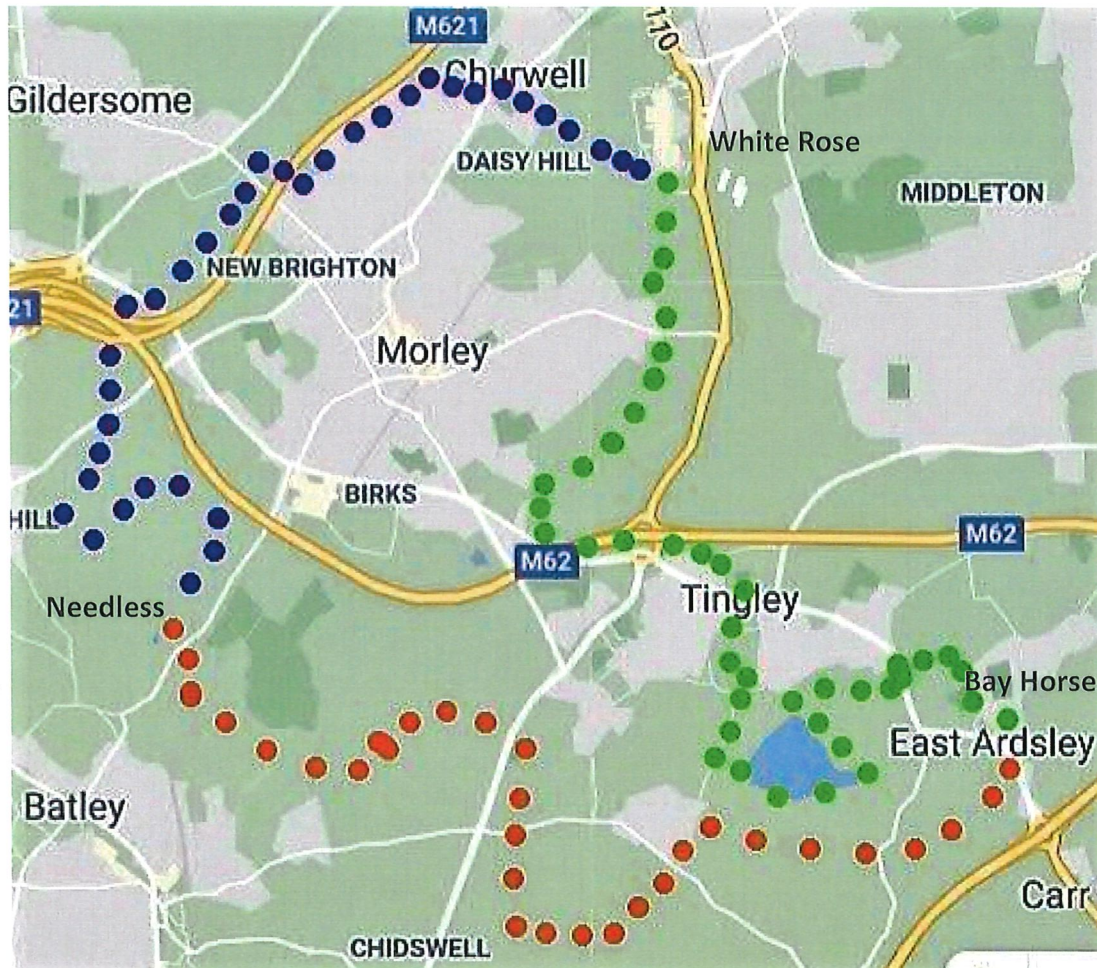 M621
110
Churwell
Gildersome
White Rose
DAISY HILL
MIDDLETON
NEW BRIGHTON
21
Morley
BIRKS
HILL
M62
M62
Tingley
Needless
Bay Horse
East Ardsley
Batley
Carr
CHIDSWELL